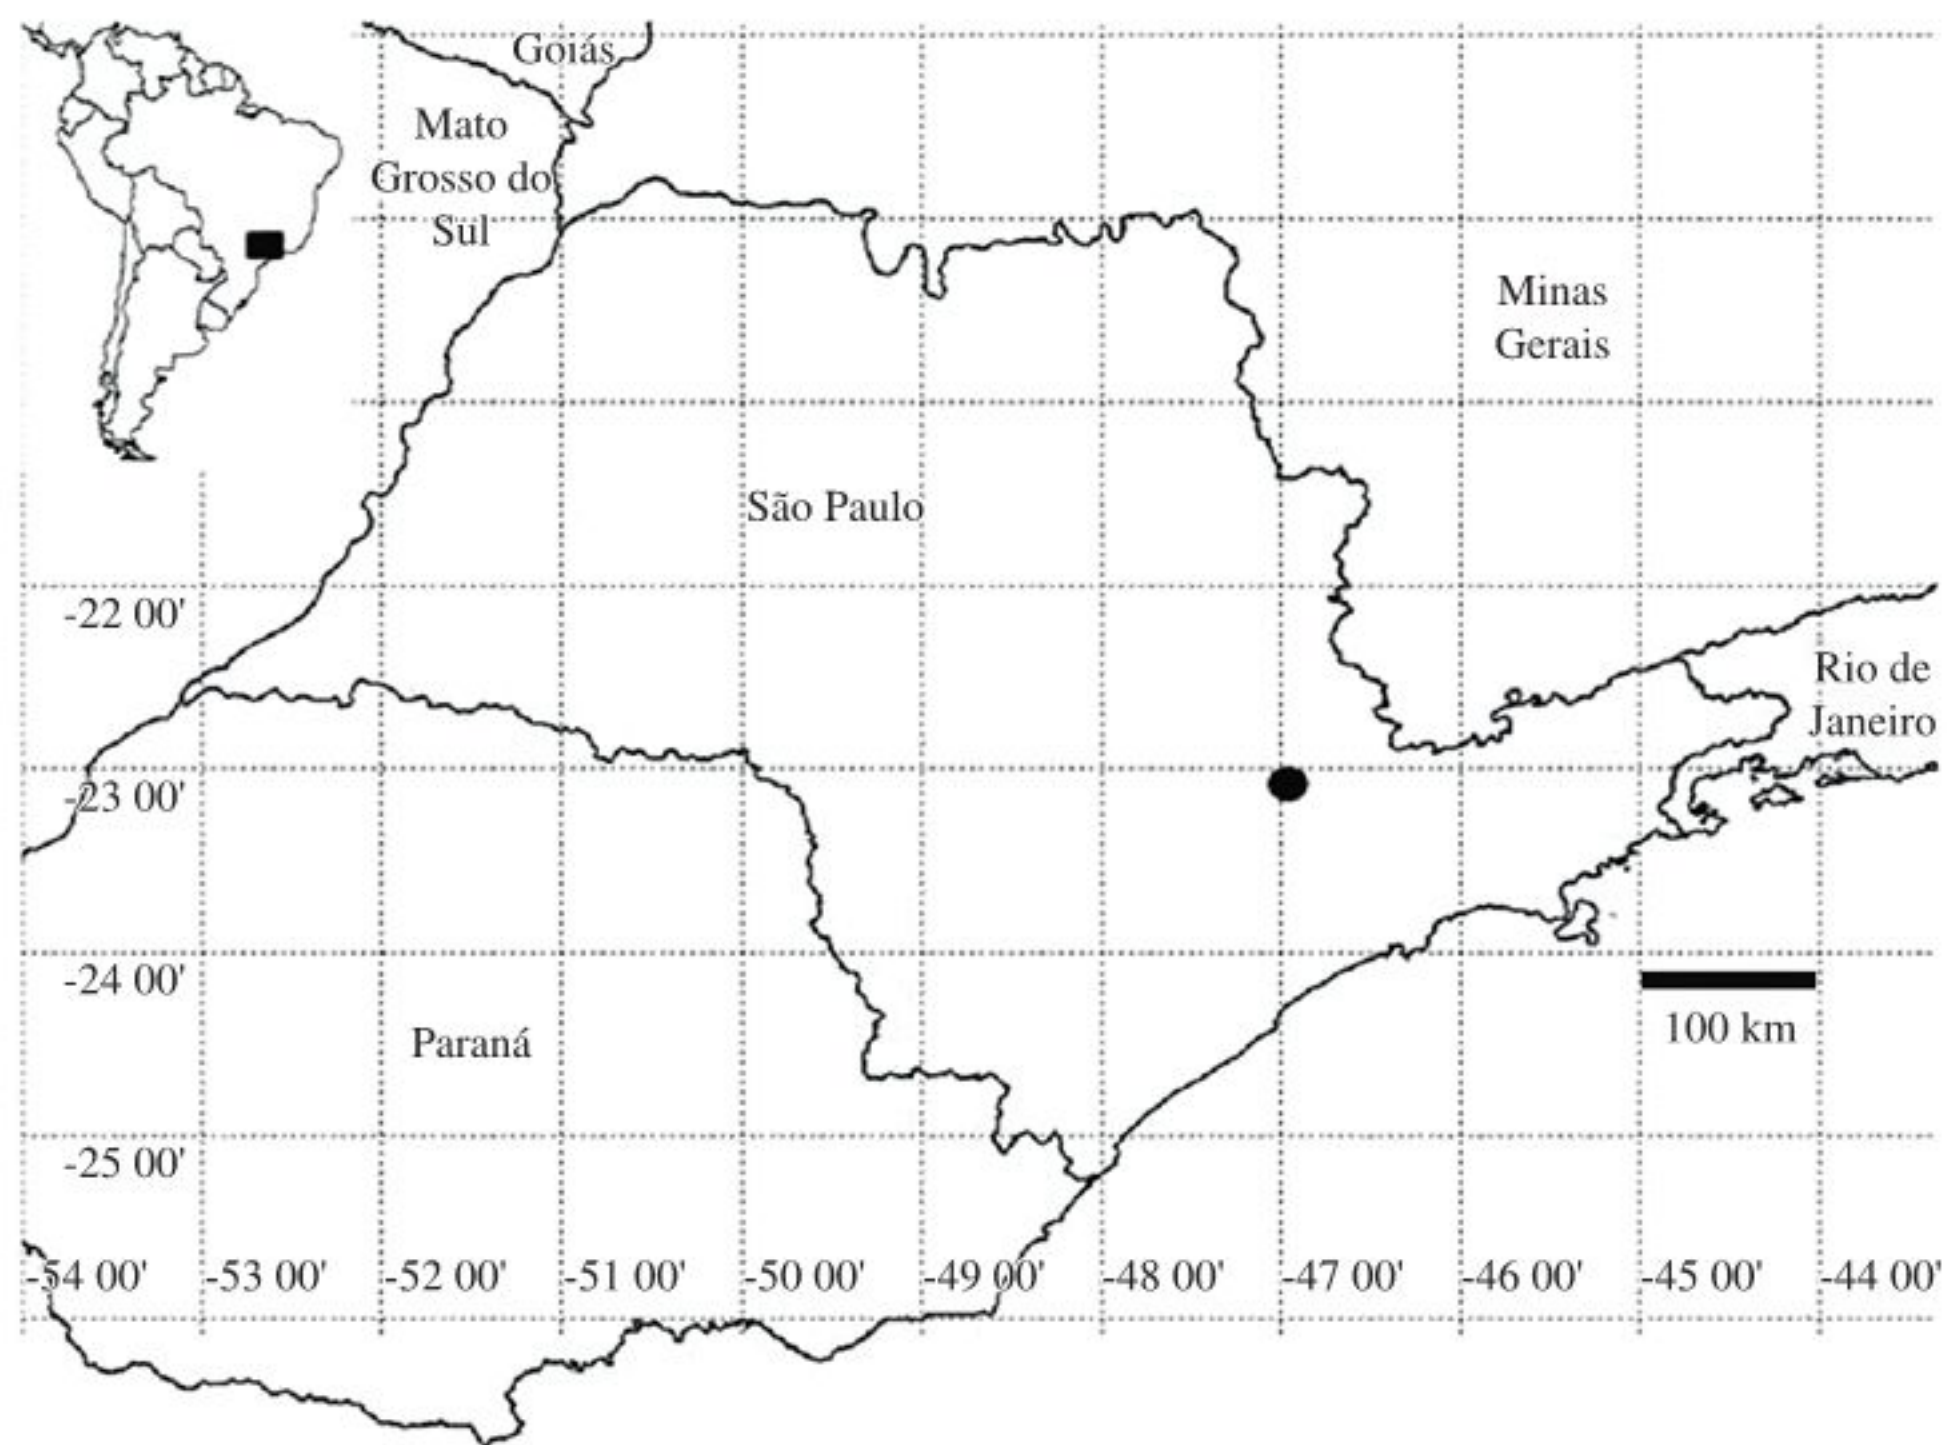 Goiás
Mato
Grosso do
Sul
Minas
Gerais
São Paulo
-22 00'
Rio de
Janeiro
-23 00'
-24 00'
100 km
Paraná
-25 00'
-54 00' -53 00' -52 00' -51 00' -50 00' -49 00' -48 00' -47 00' -46 00' -45 00' -44 00'